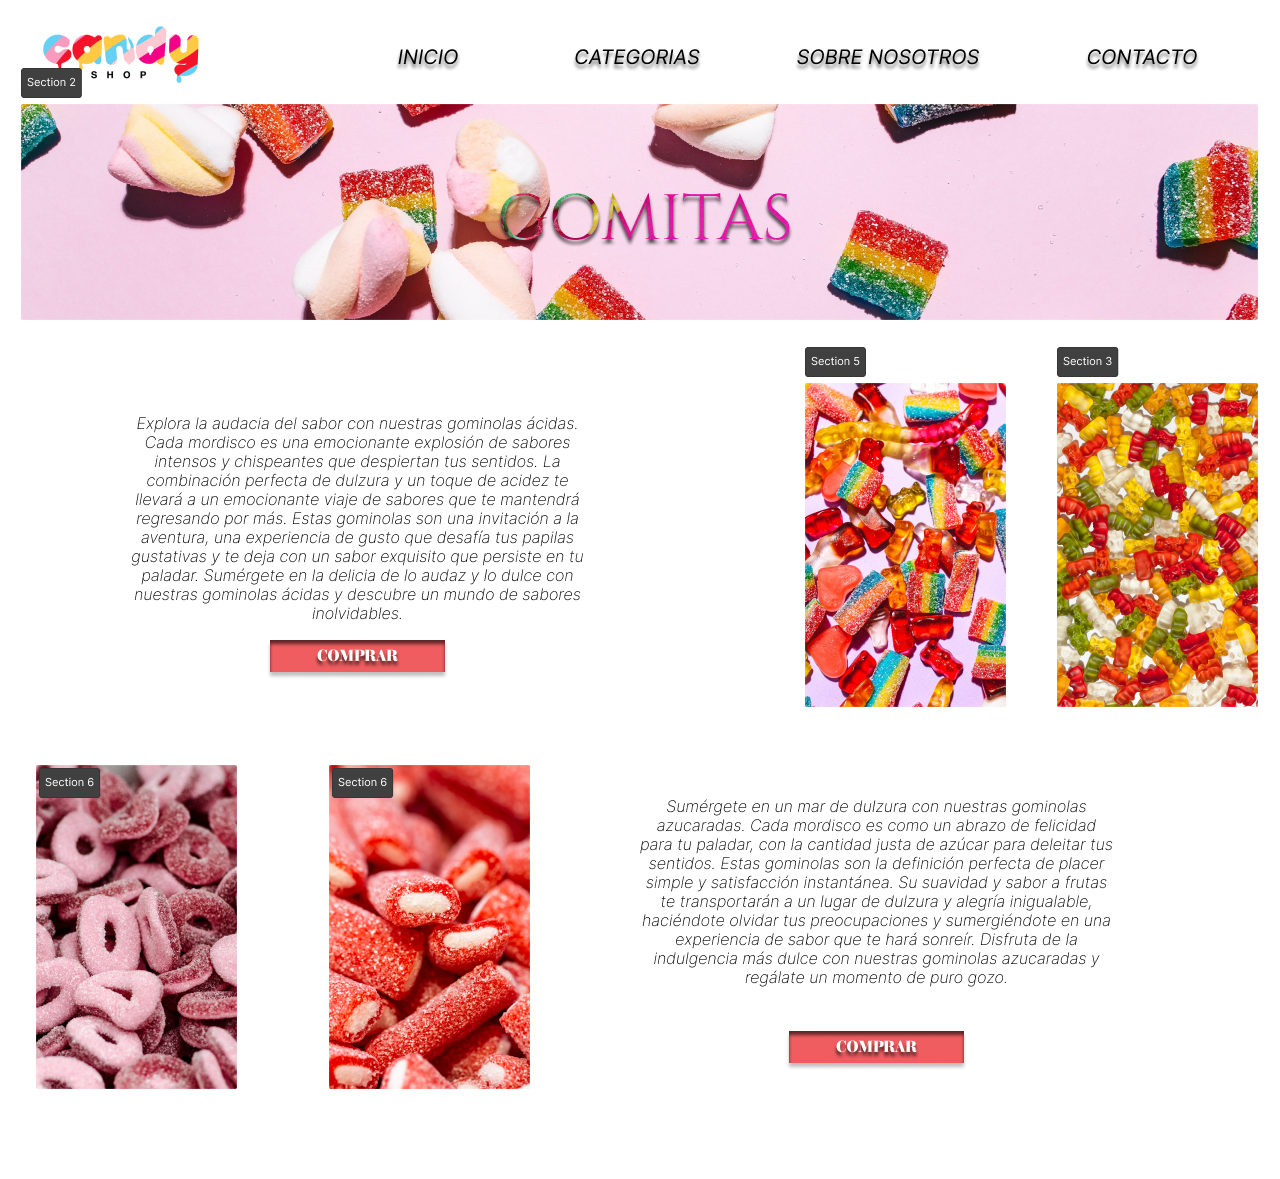 candy
SHOP
INICIO
CATEGORIAS
SOBRE NOSOTROS
CONTACTO
Section 2
GOMITAS
Section 5
Section 3
Explora la audacia del sabor con nuestras gominolas ácidas.
Cada mordisco es una emocionante explosión de sabores
intensos y chispeantes que despiertan tus sentidos. La
combinación perfecta de dulzura y un toque de acidez te
llevará a un emocionante viaje de sabores que te mantendrá
regresando por más. Estas gominolas son una invitación a la
aventura, una experiencia de gusto que desafía tus papilas
gustativas y te deja con un sabor exquisito que persiste en tu
paladar. Sumérgete en la delicia de lo audaz y lo dulce con
nuestras gominolas ácidas y descubre un mundo de sabores
inolvidables.
COMPRAR
Section 6
Section 6
Sumérgete en un mar de dulzura con nuestras gominolas
azucaradas. Cada mordisco es como un abrazo de felicidad
para tu paladar, con la cantidad justa de azúcar para deleitar tus
sentidos. Estas gominolas son la definición perfecta de placer
simple y satisfacción instantánea. Su suavidad y sabor a frutas
te transportarán a un lugar de dulzura y alegría inigualable,
haciéndote olvidar tus preocupaciones y sumergiéndote en una
experiencia de sabor que te hará sonreír. Disfruta de la
indulgencia más dulce con nuestras gominolas azucaradas y
regálate un momento de puro gozo.
COMPRAR